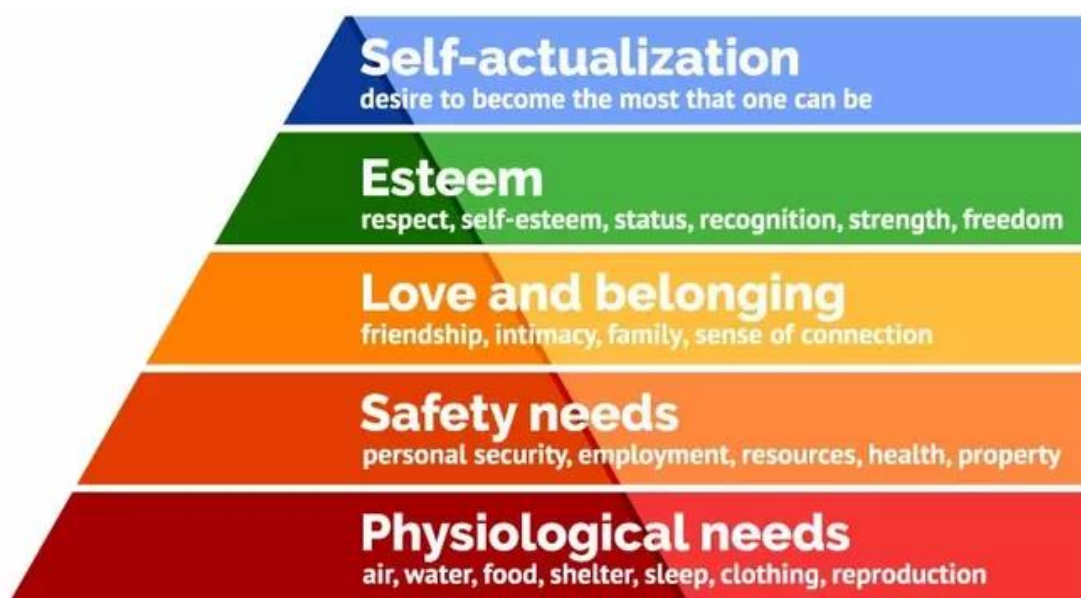 Self-actualization
desire to become the most that one can be
Esteem
respect, self-esteem, status, recognition, strength, freedom
Love and belonging
friendship, intimacy, family, sense of connection
Safety needs
personal security, employment, resources, health, property
Physiological needs
air, water, food, shelter, sleep, clothing, reproduction